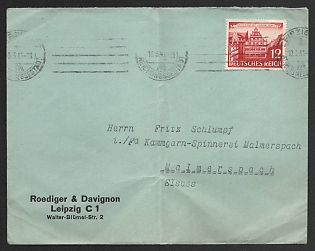 12
DEUTSCHES REICH
Herrn Fritz Schlumpf
i./Fa Kammgarn-Spinnerei Malmerspach
Malmerspach
Elsass
Roediger & Davignon
Leipzig C 1
Walter-Blümel-Str. 2